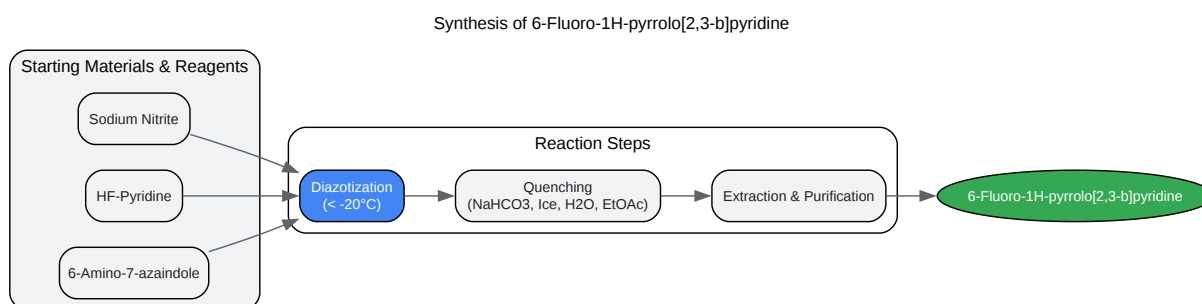 Synthesis of 6-Fluoro-1H-pyrrolo[2,3-b]pyridine
Starting Materials & Reagents
Sodium Nitrite
HF-Pyridine
6-Amino-7-azaindole
Reaction Steps
Diazotization
(< -20°C)
Quenching
(NaHCO3, Ice, H2O, EtOAc)
Extraction & Purification
6-Fluoro-1H-pyrrolo[2,3-b]pyridine